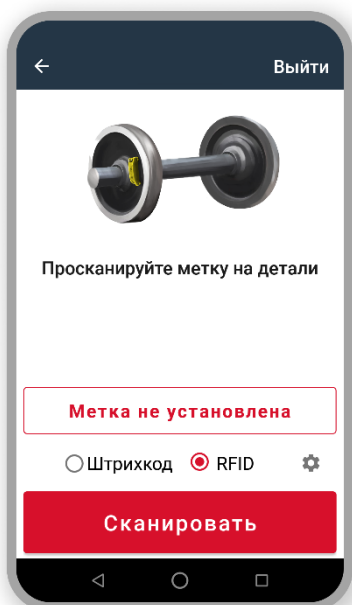 Выйти
Просканируйте метку на детали
Метка не установлена
Штрихкод RFID
Сканировать